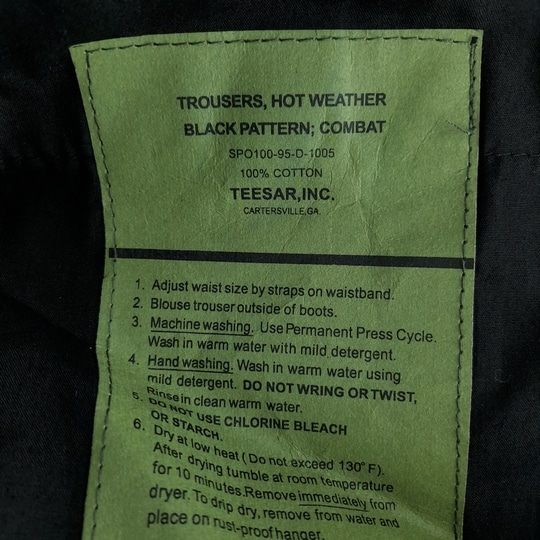 TROUSERS, HOT WEATHER
BLACK PATTERN; COMBAT
SPO100-95-D-1005
100% COTTON
TEESAR,INC.
CARTERSVILLE,GA.
1. Adjust waist size by straps on waistband.
2. Blouse trouser outside of boots.
3. Machine washing. Use Permanent Press Cycle.
Wash in warm water with mild detergent.
4. Hand washing. Wash in warm water using
mild detergent. DO NOT WRING OR TWIST,
Rinse in clean warm water.
5. DO NOT USE CHLORINE BLEACH
OR STARCH.
6. Dry at low heat ( Do not exceed 130° F).
After drying tumble at room temperature
for 10 minutes.Remove immediately from
dryer. To drip dry, remove from water and
place on rust-proof hanger.